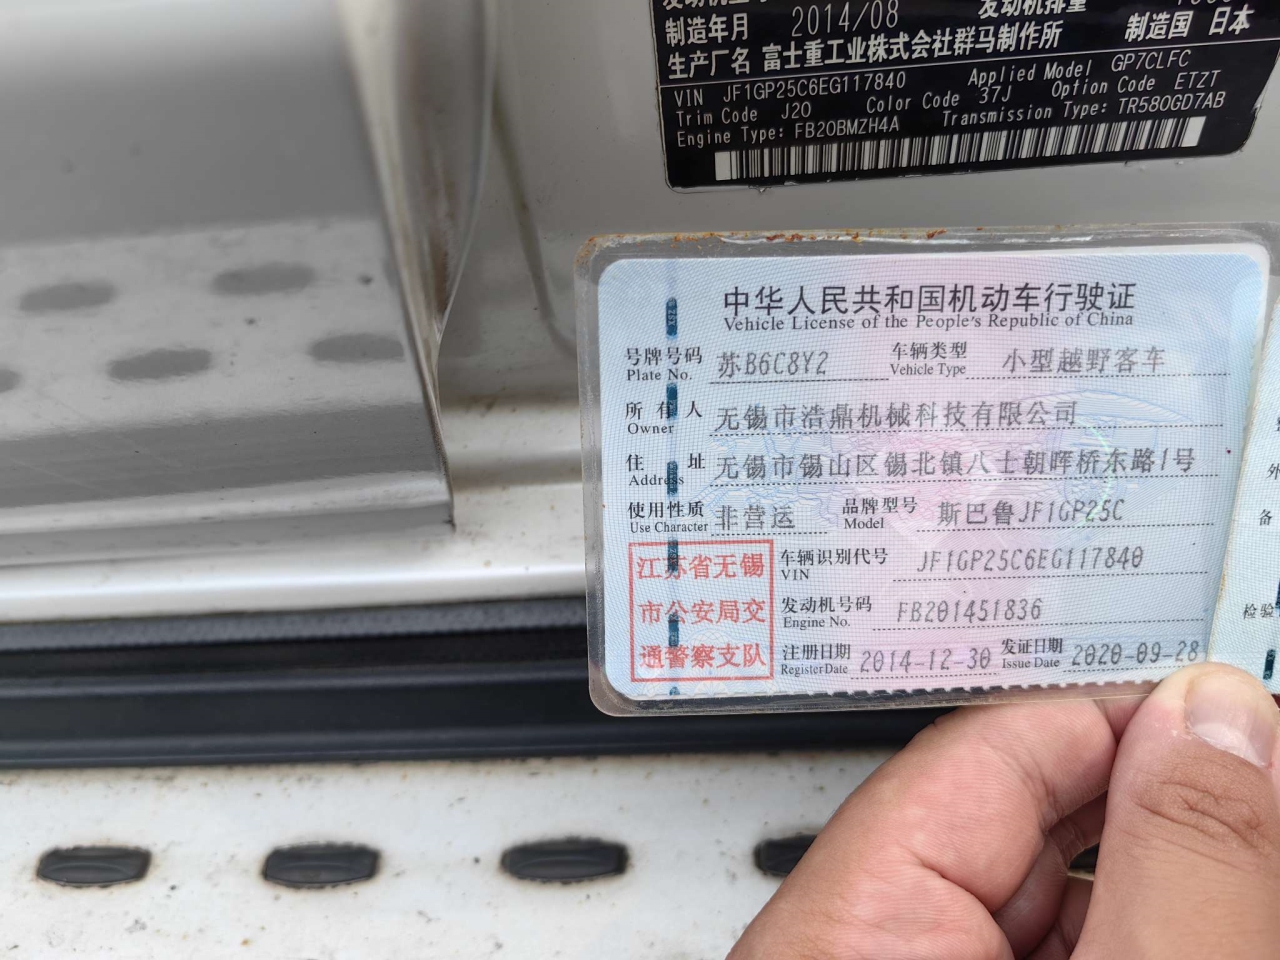 制造年月 2014/08 发动机排量
生产厂名 富士重工业株式会社群马制作所 制造国 日本
VIN JF1GP25C6EG117840 Applied Model GP7CLFC
Trim Code J20 Color Code 37J Option Code ETZT
Engine Type: FB20BMZH4A Transmission Type: TR580GD7AB
中华人民共和国机动车行驶证
Vehicle License of the People's Republic of China
号牌号码 苏B6C8Y2 车辆类型 小型越野客车
Plate No. Vehicle Type
所有人 无锡市浩鼎机械科技有限公司
Owner
住址 无锡市锡山区锡北镇八士朝晖桥东路1号
Address
使用性质 非营运 品牌型号 斯巴鲁JF1GP25C
Use Character Model
江苏省无锡
市公安局交
通警察支队
车辆识别代号 JF1GP25C6EG117840
VIN
发动机号码 FB201451836
Engine No.
注册日期 2014-12-30 发证日期 2020-09-28
Register Date Issue Date
外
备
检验